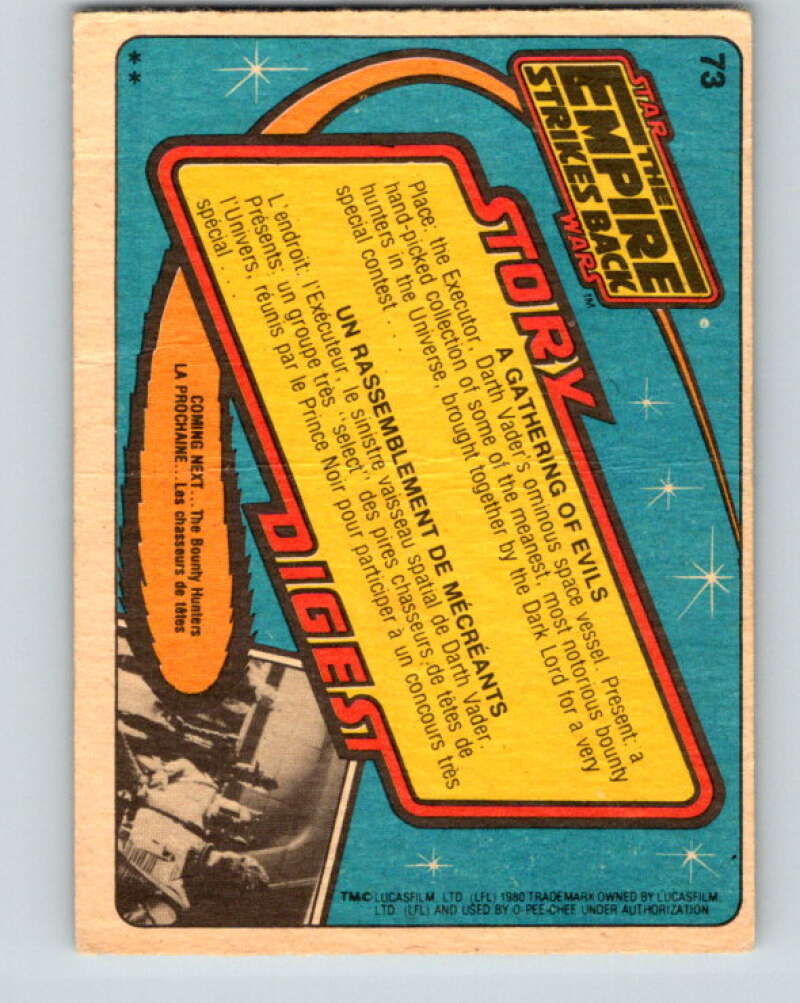 73
STAR
THE
EMPIRE
STRIKES BACK
WARS™
STORY
A GATHERING OF EVILS
Place: the Executor, Darth Vader's ominous space vessel. Present: a
hand-picked collection of some of the meanest, most notorious bounty
hunters in the Universe, brought together by the Dark Lord for a very
special contest . . .
UN RASSEMBLEMENT DE MÉCRÉANTS
L'endroit: l'Exécuteur, le sinistre vaisseau spatial de Darth Vader.
Présents: un groupe très "select" des pires chasseurs de têtes de
l'Univers, réunis par le Prince Noir pour participer à un concours très
spécial . . .
DIGEST
COMING NEXT... The Bounty Hunters
LA PROCHAINE... Les chasseurs de têtes
**
TM© LUCASFILM, LTD. (LFL) 1980 TRADEMARK OWNED BY LUCASFILM,
LTD. (LFL) AND USED BY O-PEE-CHEE UNDER AUTHORIZATION.